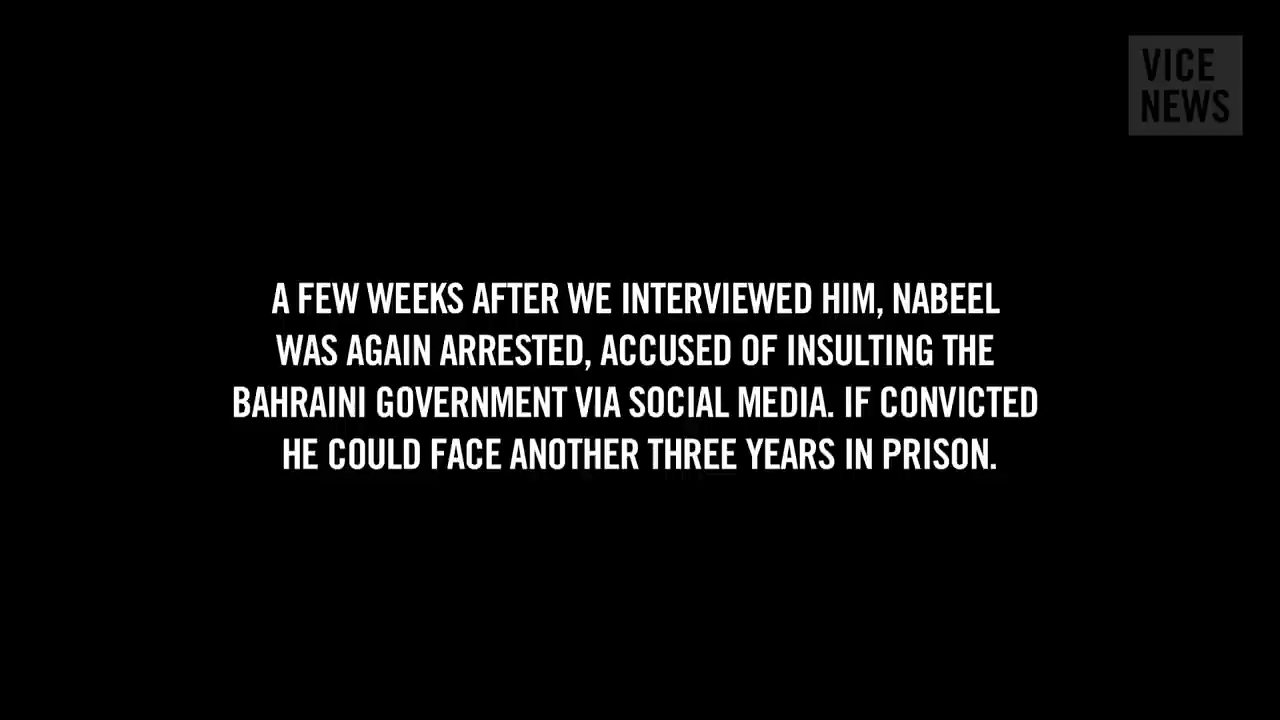 VICE
NEWS
A FEW WEEKS AFTER WE INTERVIEWED HIM, NABEEL
WAS AGAIN ARRESTED, ACCUSED OF INSULTING THE
BAHRAINI GOVERNMENT VIA SOCIAL MEDIA. IF CONVICTED
HE COULD FACE ANOTHER THREE YEARS IN PRISON.